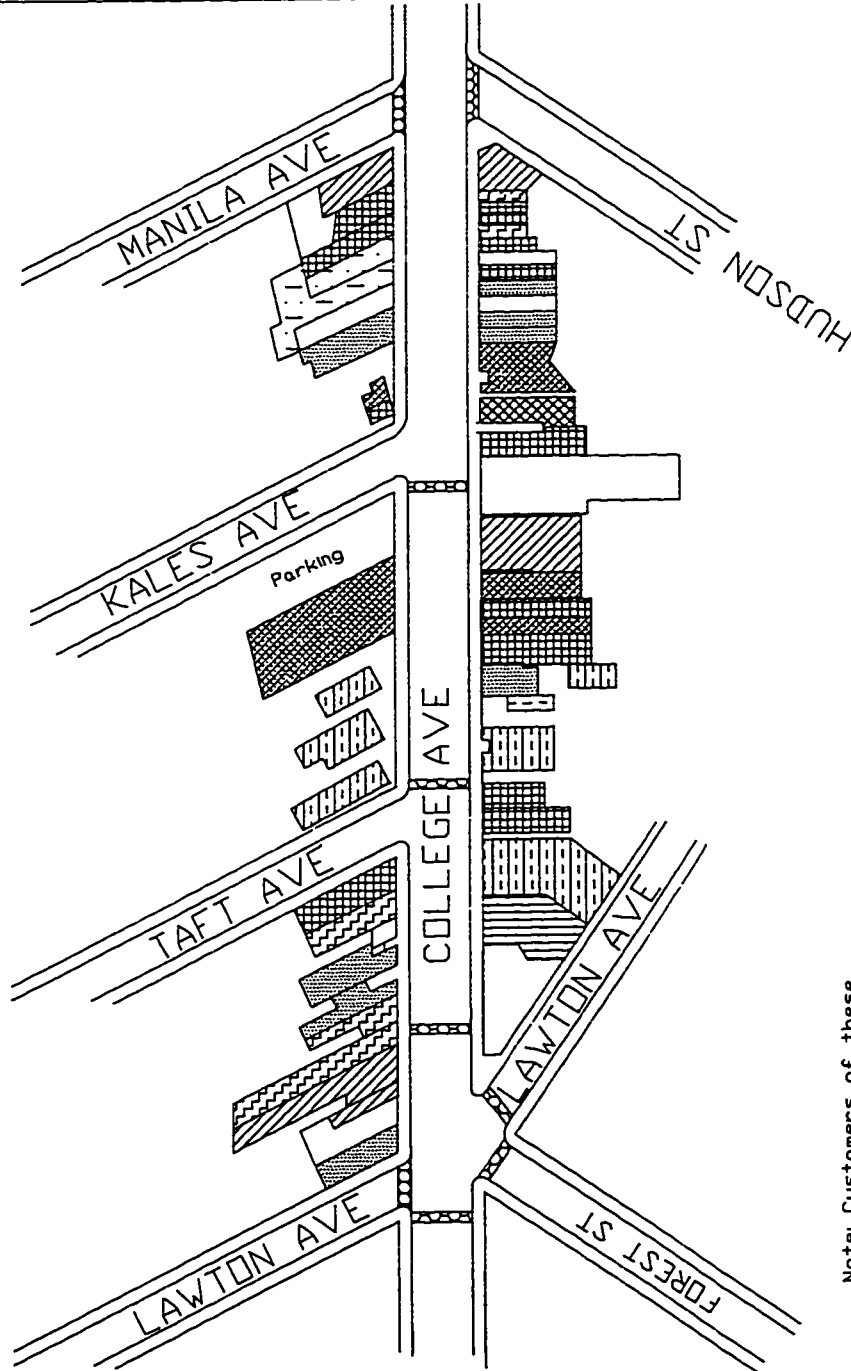 MANILA AVE
HUDSON ST
KALES AVE
Parking
COLLEGE AVE
TAFT AVE
LAWTON AVE
LAWTON AVE
FOREST ST
Note: Customers of these